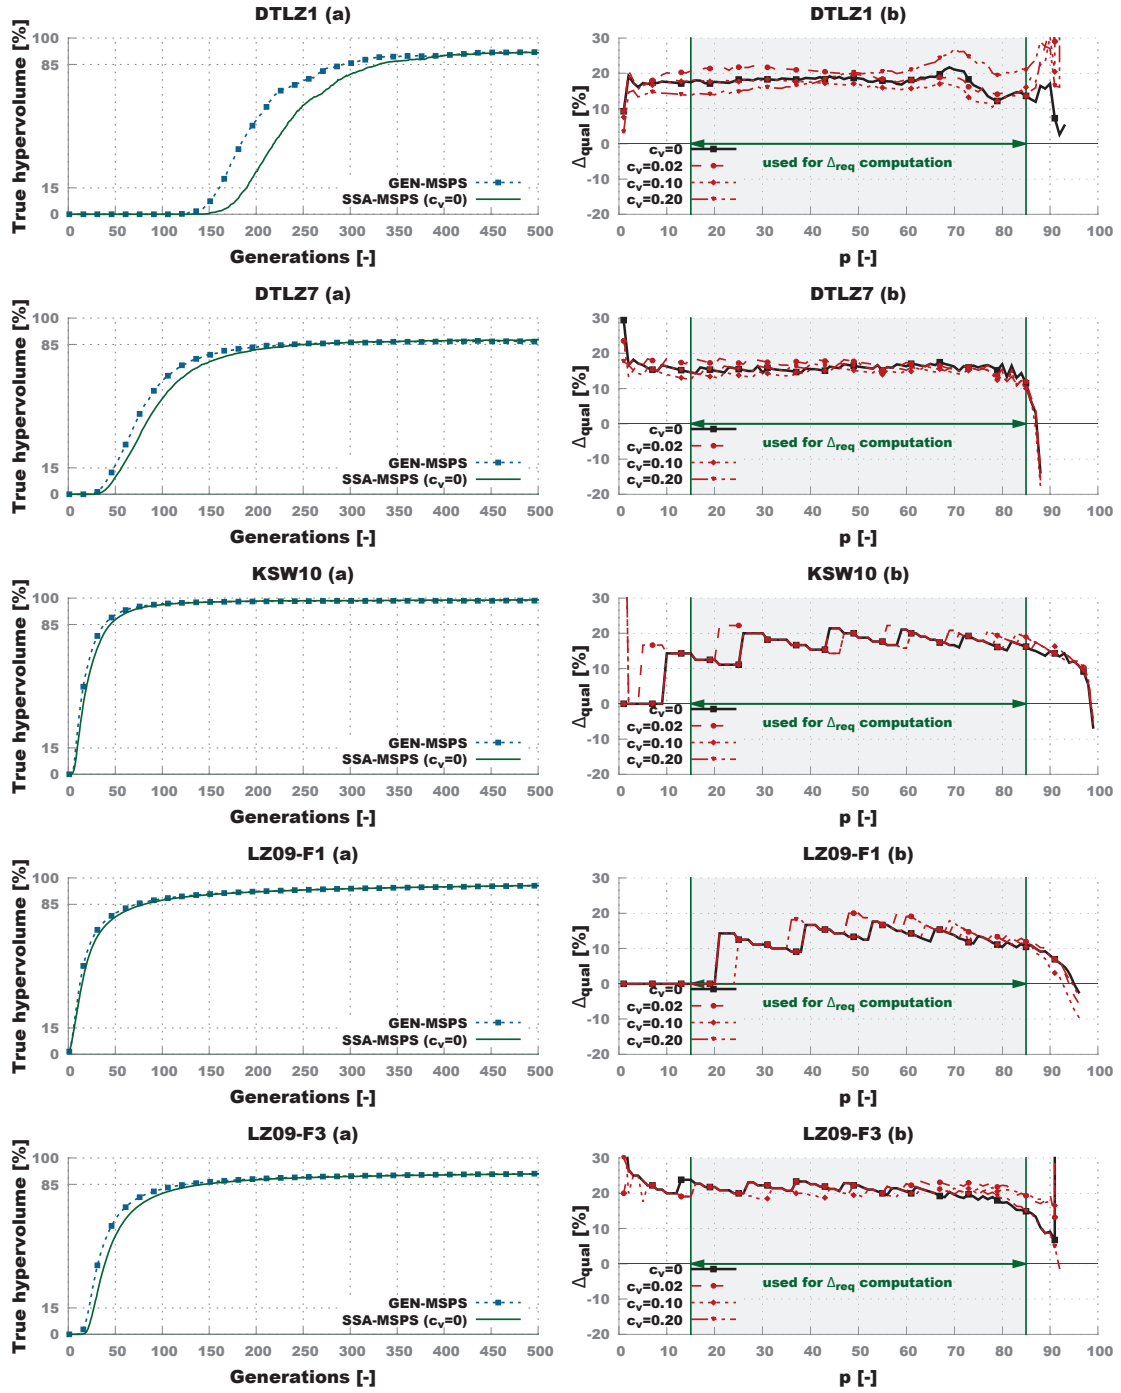 DTLZ1 (a)
True hypervolume [%]
100
85
15
0
GEN-MSPS
SSA-MSPS (cv=0)
0 50 100 150 200 250 300 350 400 450 500
Generations [-]
DTLZ1 (b)
Δqual [%]
30
20
10
0
-10
-20
cv=0
cv=0.02
cv=0.10
cv=0.20
used for Δreq computation
0 10 20 30 40 50 60 70 80 90 100
p [-]
DTLZ7 (a)
True hypervolume [%]
100
85
15
0
GEN-MSPS
SSA-MSPS (cv=0)
0 50 100 150 200 250 300 350 400 450 500
Generations [-]
DTLZ7 (b)
Δqual [%]
30
20
10
0
-10
-20
cv=0
cv=0.02
cv=0.10
cv=0.20
used for Δreq computation
0 10 20 30 40 50 60 70 80 90 100
p [-]
KSW10 (a)
True hypervolume [%]
100
85
15
0
GEN-MSPS
SSA-MSPS (cv=0)
0 50 100 150 200 250 300 350 400 450 500
Generations [-]
KSW10 (b)
Δqual [%]
30
20
10
0
-10
-20
cv=0
cv=0.02
cv=0.10
cv=0.20
used for Δreq computation
0 10 20 30 40 50 60 70 80 90 100
p [-]
LZ09-F1 (a)
True hypervolume [%]
100
85
15
0
GEN-MSPS
SSA-MSPS (cv=0)
0 50 100 150 200 250 300 350 400 450 500
Generations [-]
LZ09-F1 (b)
Δqual [%]
30
20
10
0
-10
-20
cv=0
cv=0.02
cv=0.10
cv=0.20
used for Δreq computation
0 10 20 30 40 50 60 70 80 90 100
p [-]
LZ09-F3 (a)
True hypervolume [%]
100
85
15
0
GEN-MSPS
SSA-MSPS (cv=0)
0 50 100 150 200 250 300 350 400 450 500
Generations [-]
LZ09-F3 (b)
Δqual [%]
30
20
10
0
-10
-20
cv=0
cv=0.02
cv=0.10
cv=0.20
used for Δreq computation
0 10 20 30 40 50 60 70 80 90 100
p [-]